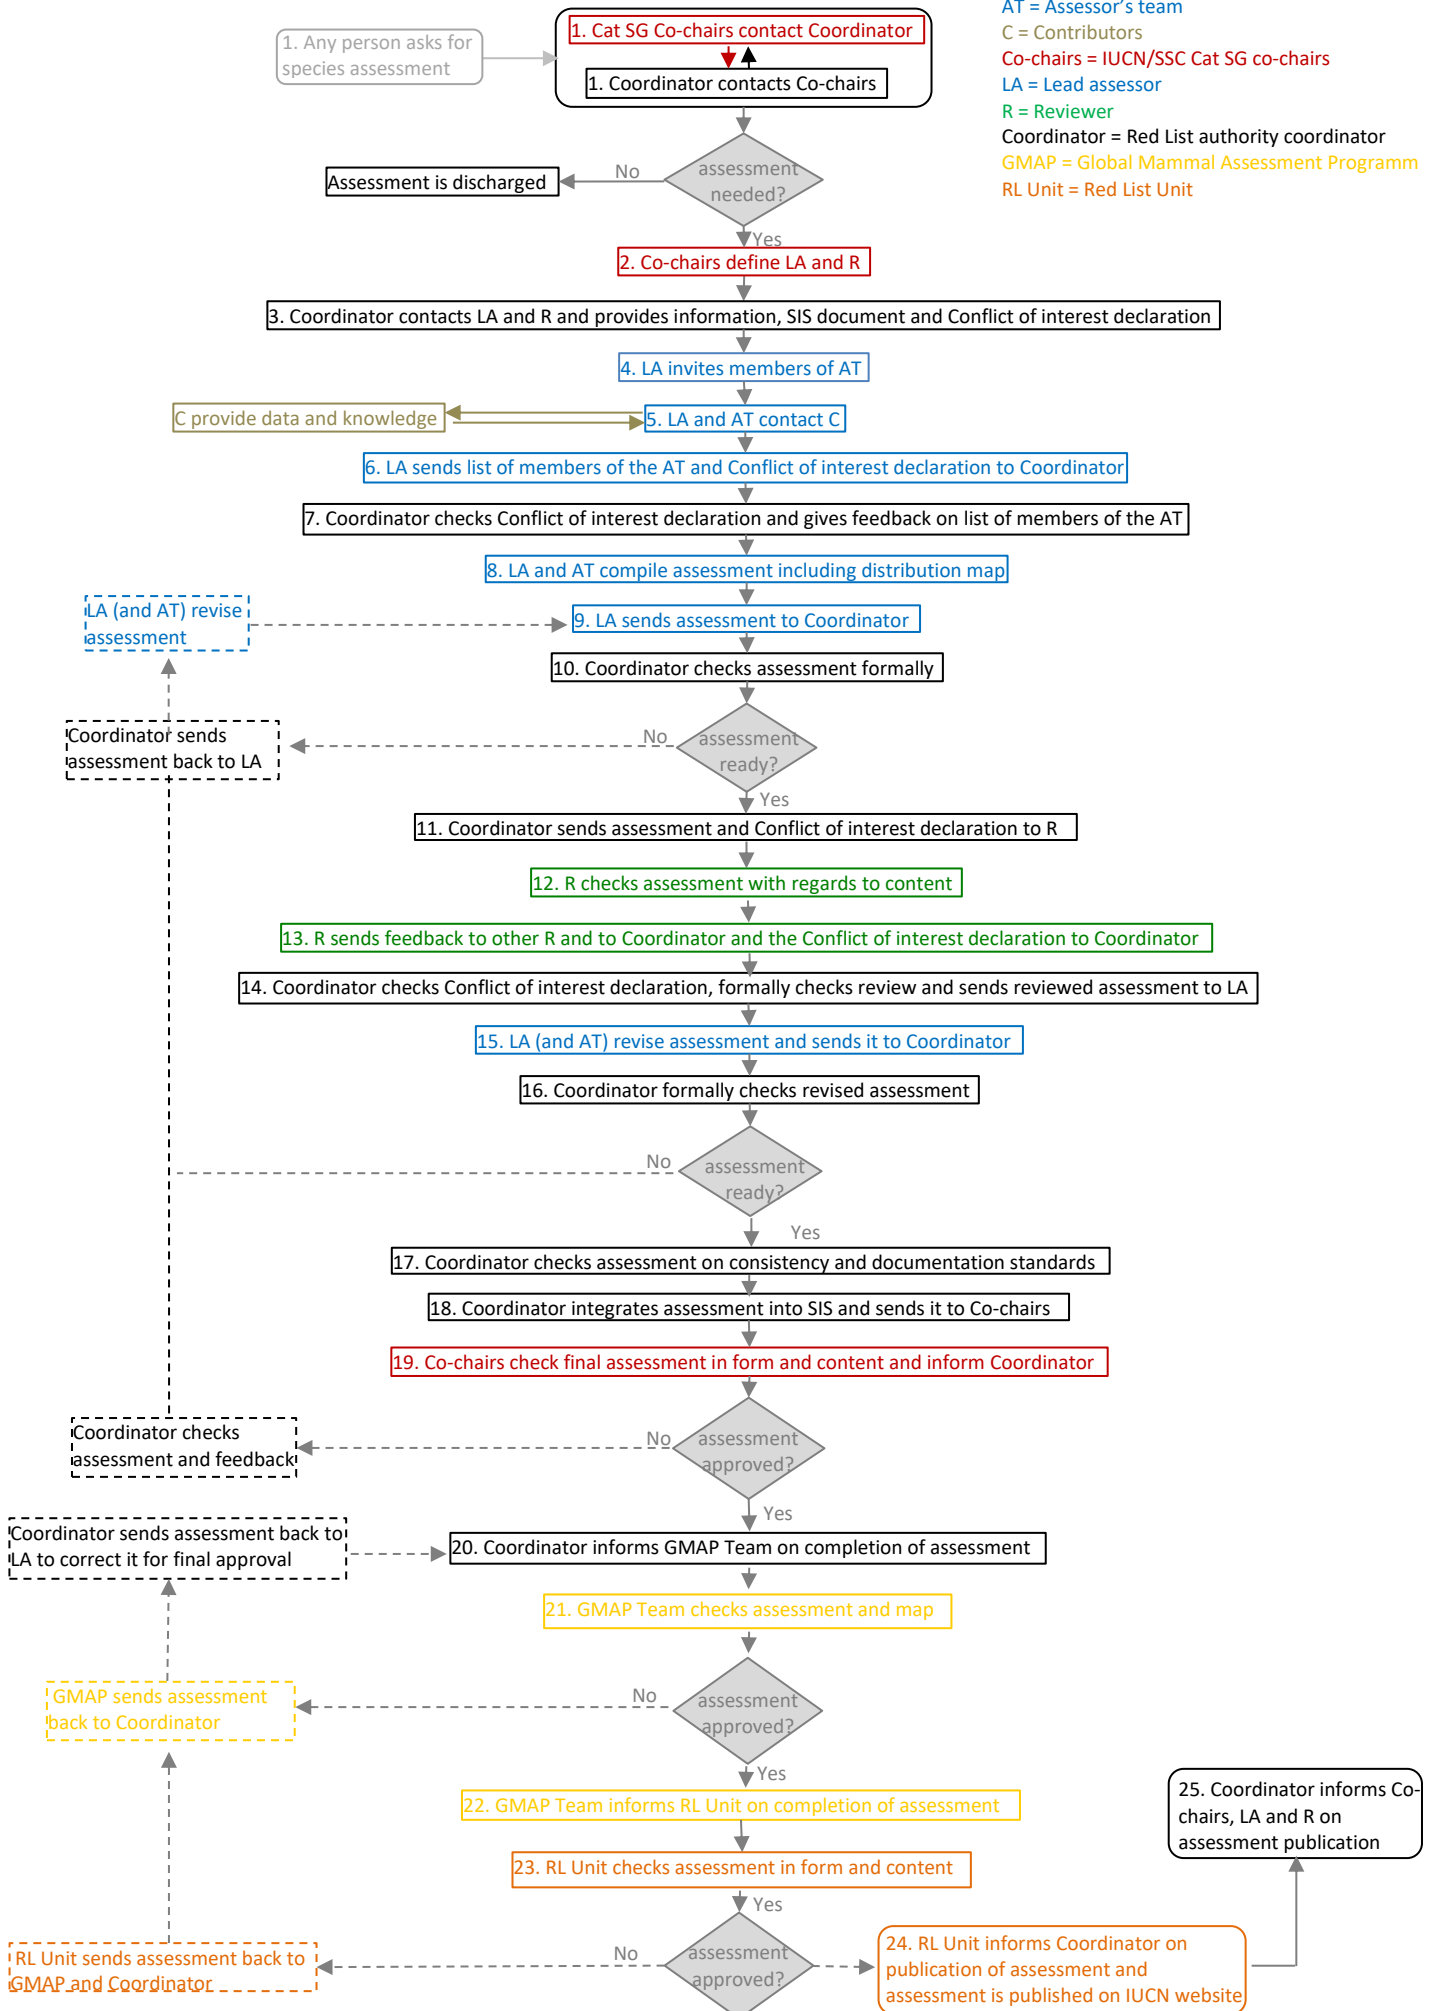 AT = Assessor's team
C = Contributors
Co-chairs = IUCN/SSC Cat SG co-chairs
LA = Lead assessor
R = Reviewer
Coordinator = Red List authority coordinator
GMAP = Global Mammal Assessment Programm
RL Unit = Red List Unit
1. Any person asks for
species assessment
1. Cat SG Co-chairs contact Coordinator
1. Coordinator contacts Co-chairs
assessment
needed?
No
Assessment is discharged
Yes
2. Co-chairs define LA and R
3. Coordinator contacts LA and R and provides information, SIS document and Conflict of interest declaration
4. LA invites members of AT
C provide data and knowledge
5. LA and AT contact C
6. LA sends list of members of the AT and Conflict of interest declaration to Coordinator
7. Coordinator checks Conflict of interest declaration and gives feedback on list of members of the AT
8. LA and AT compile assessment including distribution map
LA (and AT) revise
assessment
9. LA sends assessment to Coordinator
10. Coordinator checks assessment formally
Coordinator sends
assessment back to LA
No
assessment
ready?
Yes
11. Coordinator sends assessment and Conflict of interest declaration to R
12. R checks assessment with regards to content
13. R sends feedback to other R and to Coordinator and the Conflict of interest declaration to Coordinator
14. Coordinator checks Conflict of interest declaration, formally checks review and sends reviewed assessment to LA
15. LA (and AT) revise assessment and sends it to Coordinator
16. Coordinator formally checks revised assessment
No
assessment
ready?
Yes
17. Coordinator checks assessment on consistency and documentation standards
18. Coordinator integrates assessment into SIS and sends it to Co-chairs
19. Co-chairs check final assessment in form and content and inform Coordinator
Coordinator checks
assessment and feedback
No
assessment
approved?
Yes
Coordinator sends assessment back to
LA to correct it for final approval
20. Coordinator informs GMAP Team on completion of assessment
21. GMAP Team checks assessment and map
GMAP sends assessment
back to Coordinator
No
assessment
approved?
Yes
22. GMAP Team informs RL Unit on completion of assessment
23. RL Unit checks assessment in form and content
Yes
RL Unit sends assessment back to
GMAP and Coordinator
No
assessment
approved?
24. RL Unit informs Coordinator on
publication of assessment and
assessment is published on IUCN website
25. Coordinator informs Co-
chairs, LA and R on
assessment publication